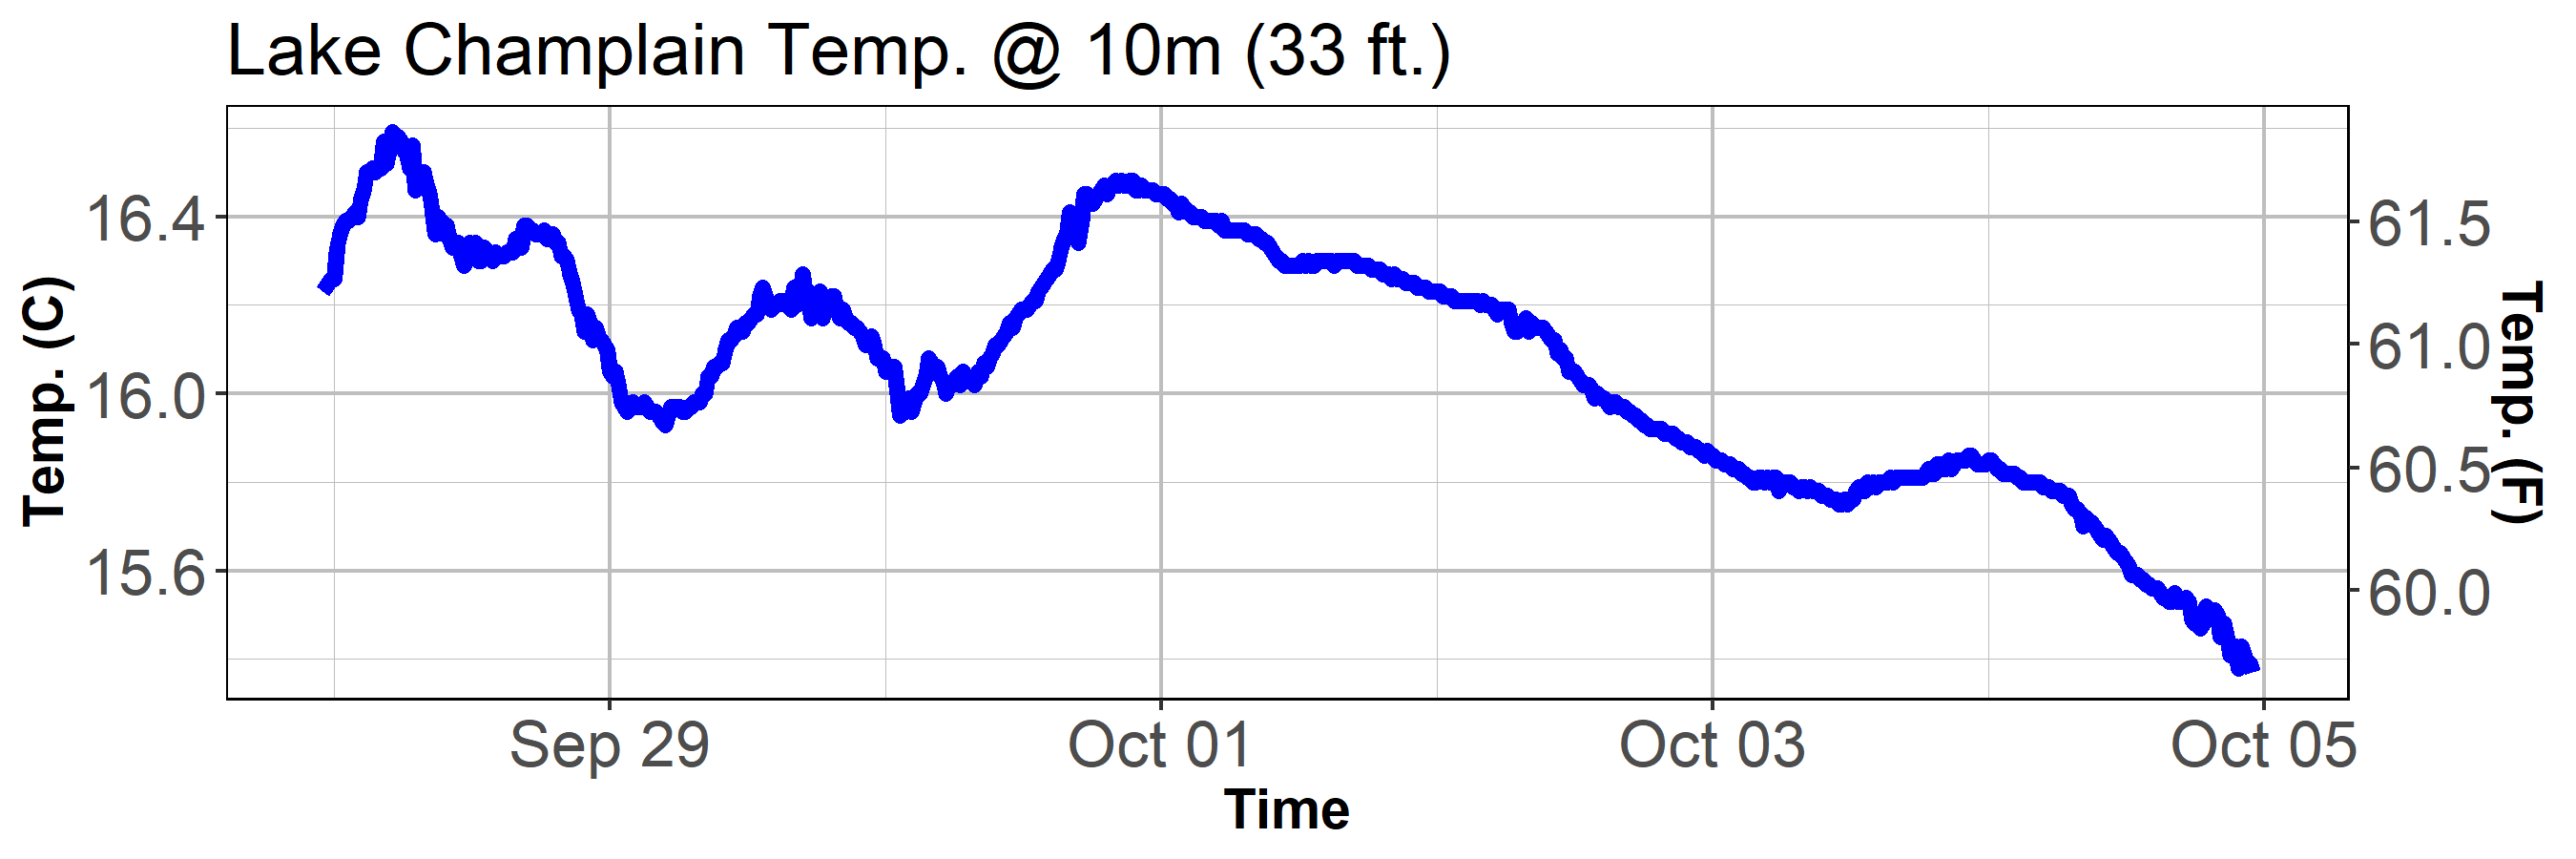 Lake Champlain Temp. @ 10m (33 ft.)
Temp. (C)
16.4
16.0
15.6
61.5
61.0
60.5
60.0
Temp. (F)
Sep 29
Oct 01
Oct 03
Oct 05
Time